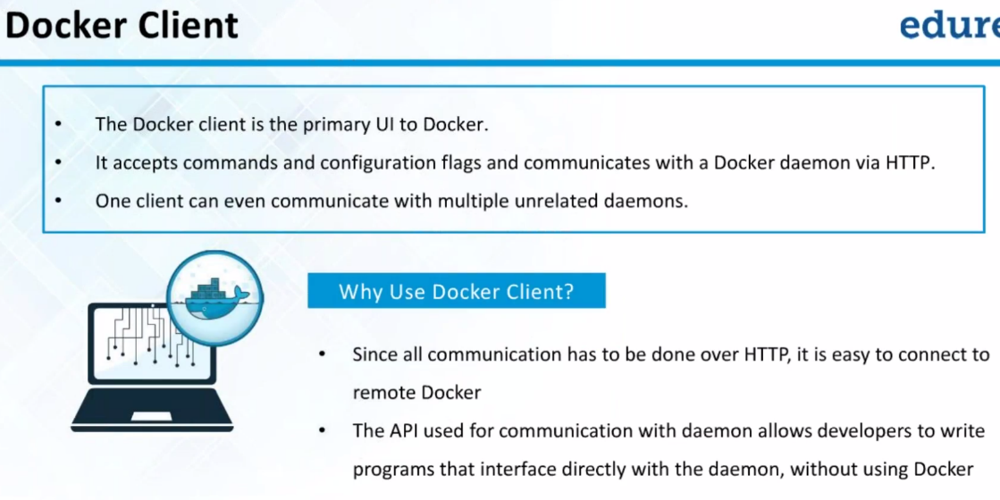 Docker Client
edure
• The Docker client is the primary UI to Docker.
• It accepts commands and configuration flags and communicates with a Docker daemon via HTTP.
• One client can even communicate with multiple unrelated daemons.
Why Use Docker Client?
• Since all communication has to be done over HTTP, it is easy to connect to
remote Docker
• The API used for communication with daemon allows developers to write
programs that interface directly with the daemon, without using Docker